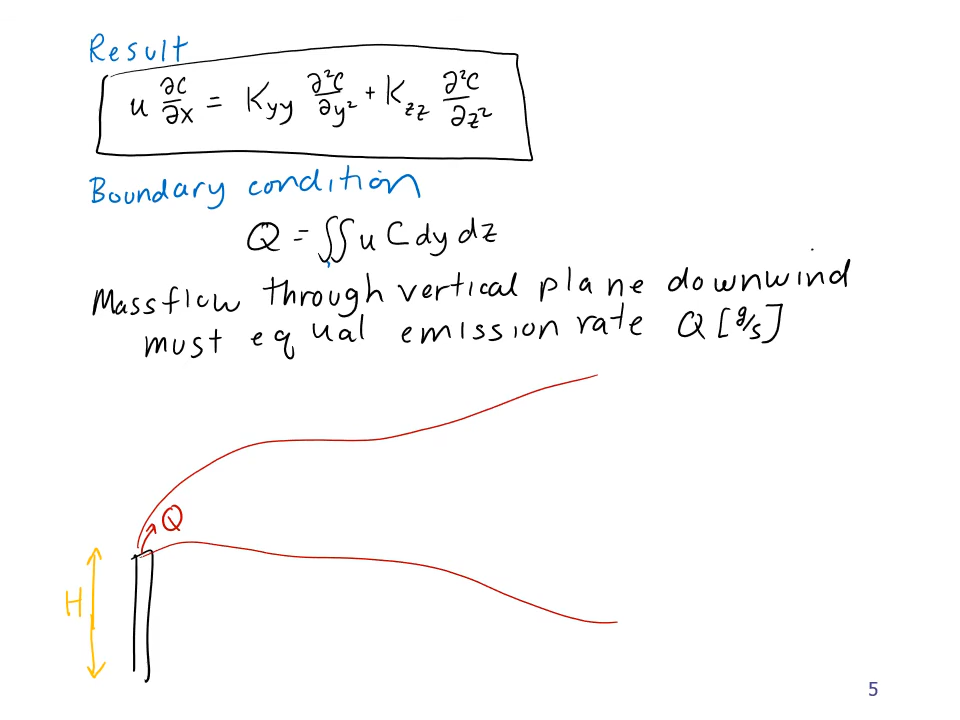 Result
u ∂C/∂x = Kyy ∂²C/∂y² + Kzz ∂²C/∂z²
Boundary condition
Q = ∬ u C dy dz
Massflow through vertical plane downwind
must equal emission rate Q [g/s]
Q
H
5